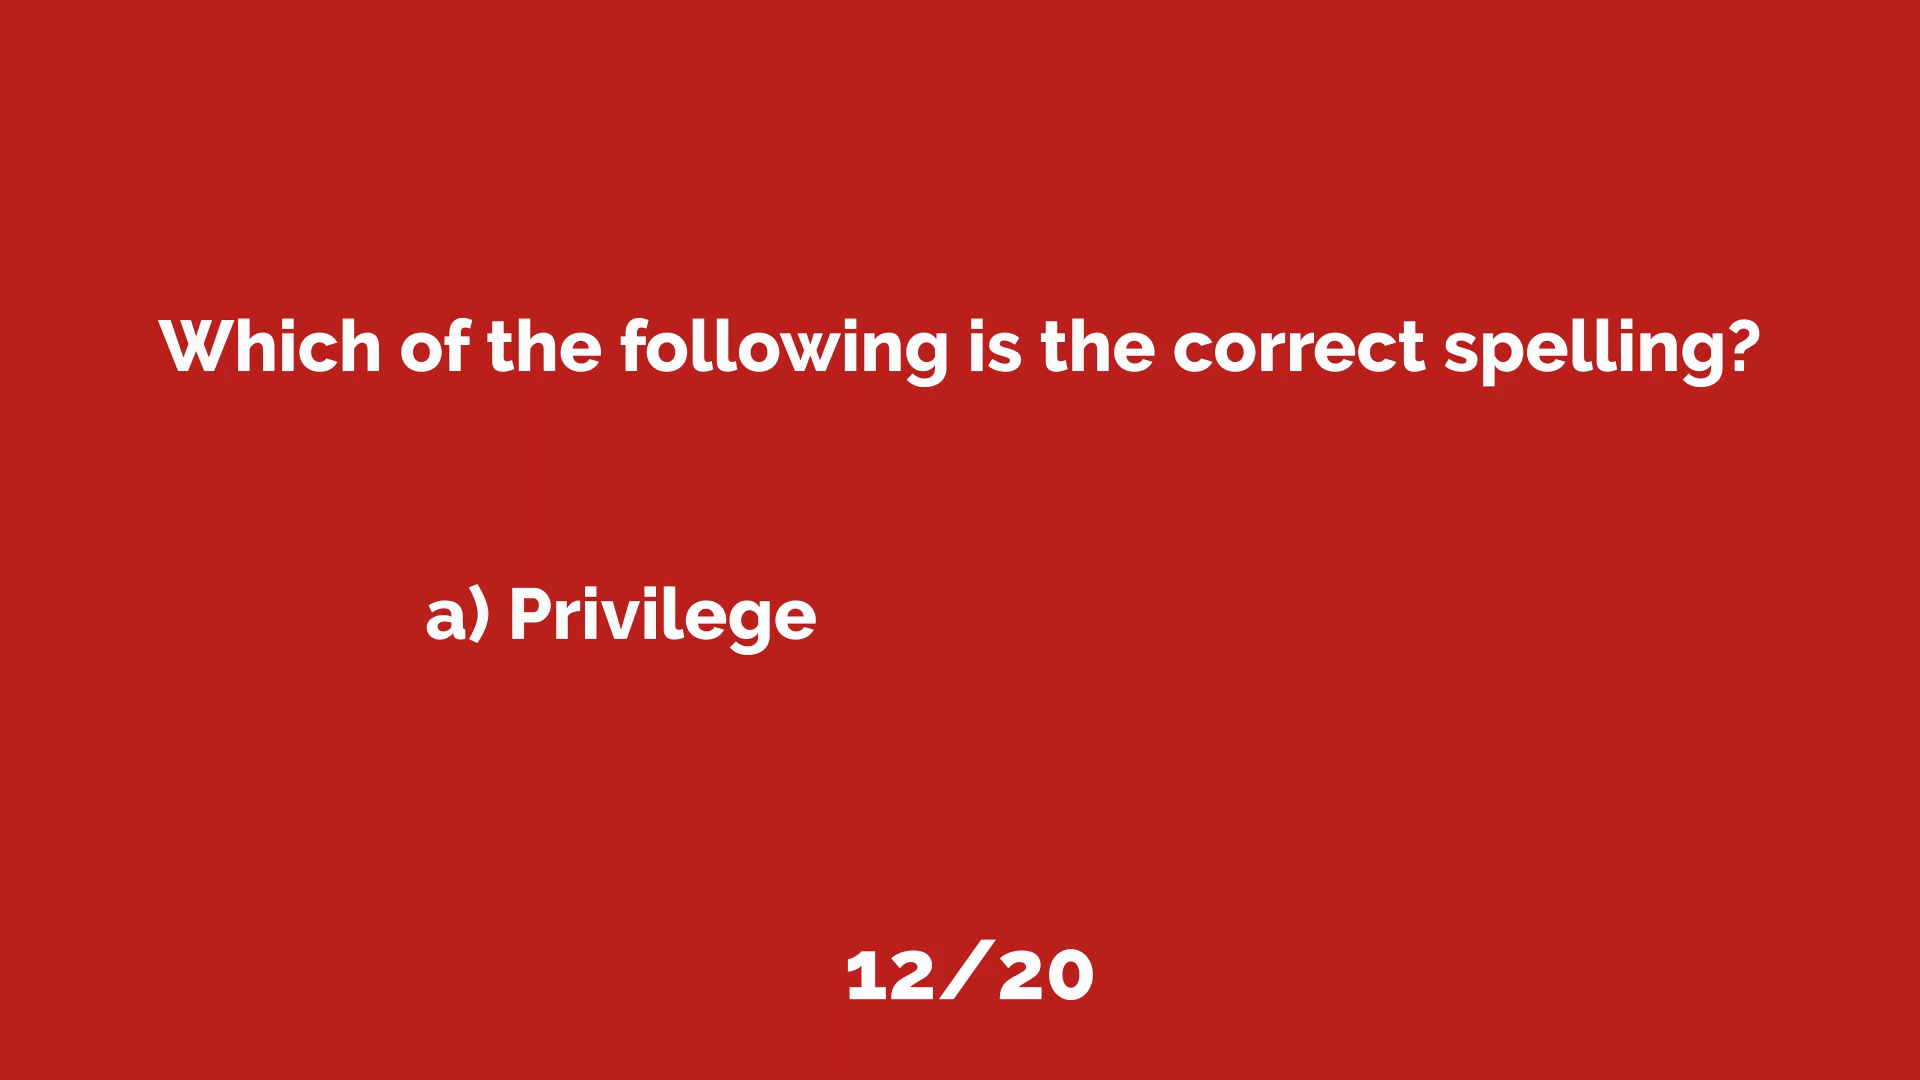 Which of the following is the correct spelling?
a) Privilege
12/20